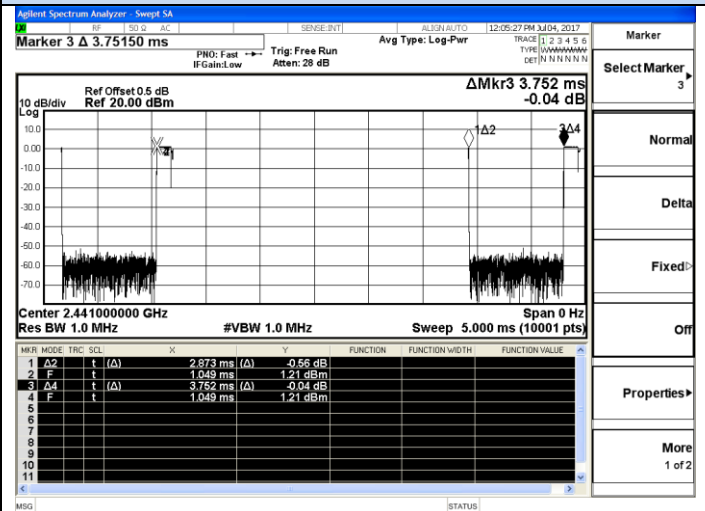 Agilent Spectrum Analyzer - Swept SA
RF 50 Ω AC SENSE:INT ALIGN AUTO 12:05:27 PM Jul 04, 2017
Marker 3 Δ 3.75150 ms
PNO: Fast Trig: Free Run Avg Type: Log-Pwr TRACE 1 2 3 4 5 6
TYPE WWWWWW
IFGain:Low Atten: 28 dB DET N N N N N N
Ref Offset 0.5 dB ΔMkr3 3.752 ms
10 dB/div Ref 20.00 dBm -0.04 dB
Log
10.0
0.00
-10.0
-20.0
-30.0
-40.0
-50.0
-60.0
-70.0
1Δ2
3Δ4
Center 2.441000000 GHz Span 0 Hz
Res BW 1.0 MHz #VBW 1.0 MHz Sweep 5.000 ms (10001 pts)
MKR MODE TRC SCL X Y FUNCTION FUNCTION WIDTH FUNCTION VALUE
1 Δ2 t (Δ) 2.873 ms (Δ) -0.56 dB
2 F t 1.049 ms 1.21 dBm
3 Δ4 t (Δ) 3.752 ms (Δ) -0.04 dB
4 F t 1.049 ms 1.21 dBm
5
6
7
8
9
10
11
MSG STATUS
Marker
Select Marker
3
Normal
Delta
Fixed
Off
Properties
More
1 of 2